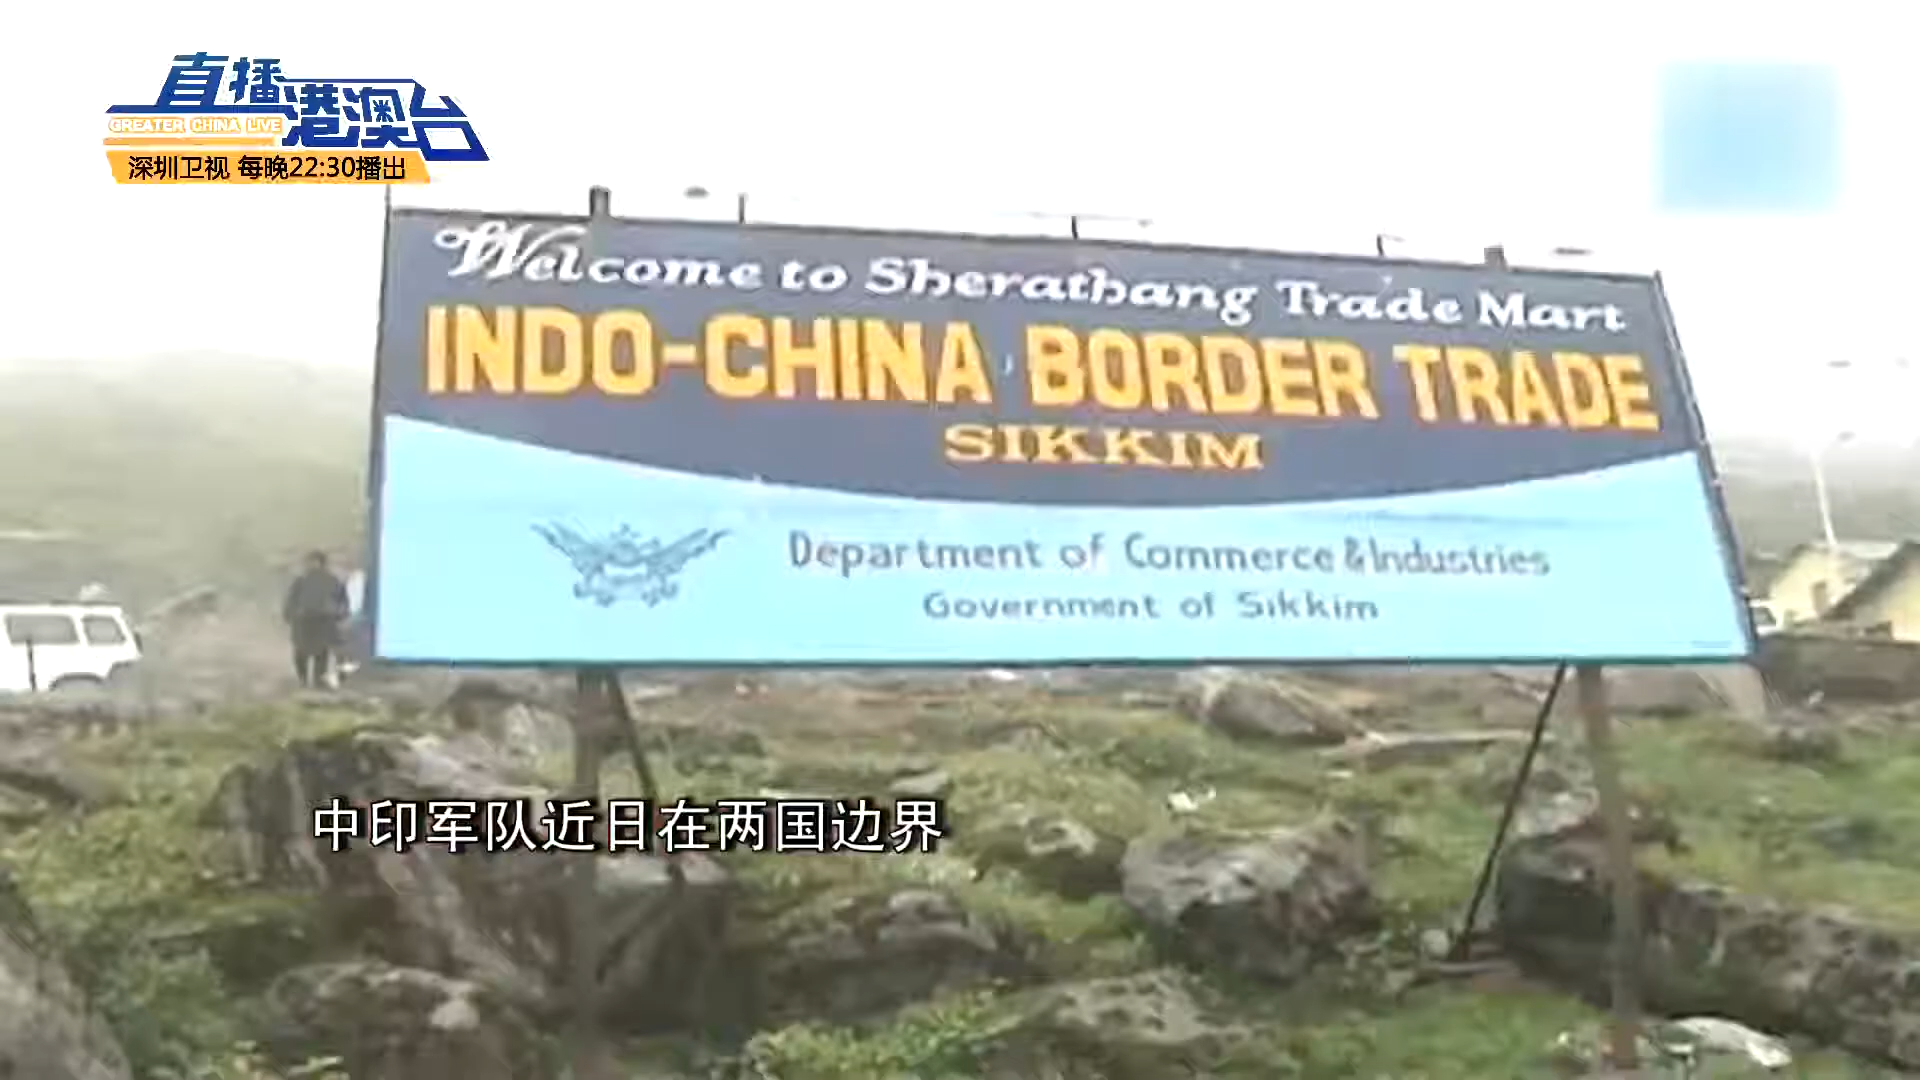 直播港澳台
GREATER CHINA LIVE
深圳卫视 每晚22:30播出
Welcome to Sherathang Trade Mart
INDO-CHINA BORDER TRADE
SIKKIM
Department of Commerce & Industries
Government of Sikkim
中印军队近日在两国边界